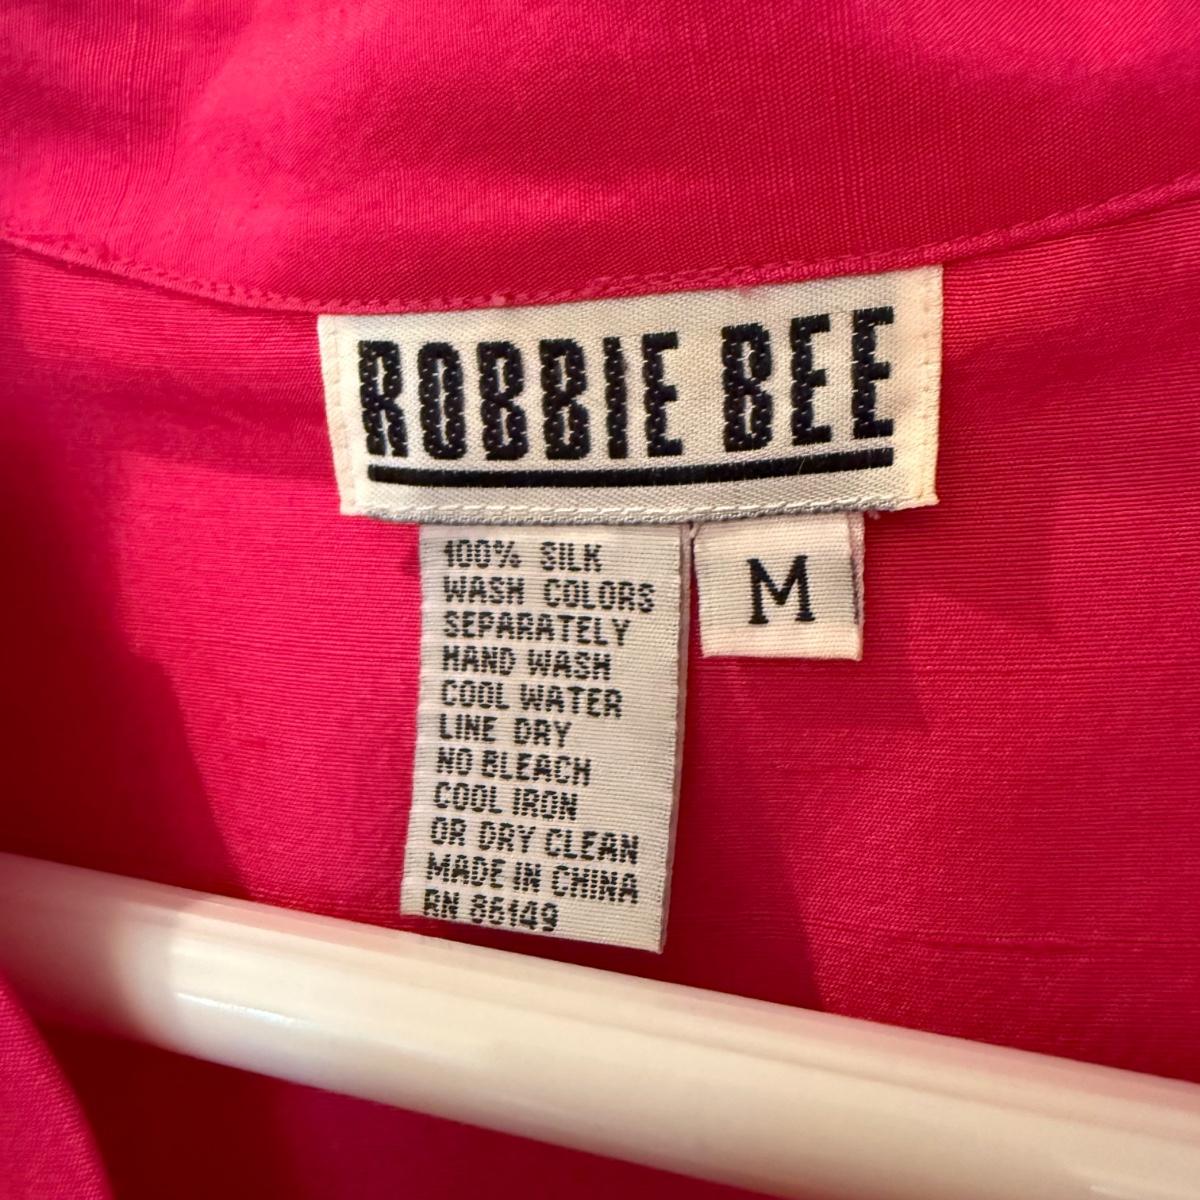 ROBBIE BEE
100% SILK
WASH COLORS
SEPARATELY
HAND WASH
COOL WATER
LINE DRY
NO BLEACH
COOL IRON
OR DRY CLEAN
MADE IN CHINA
RN 86149
M